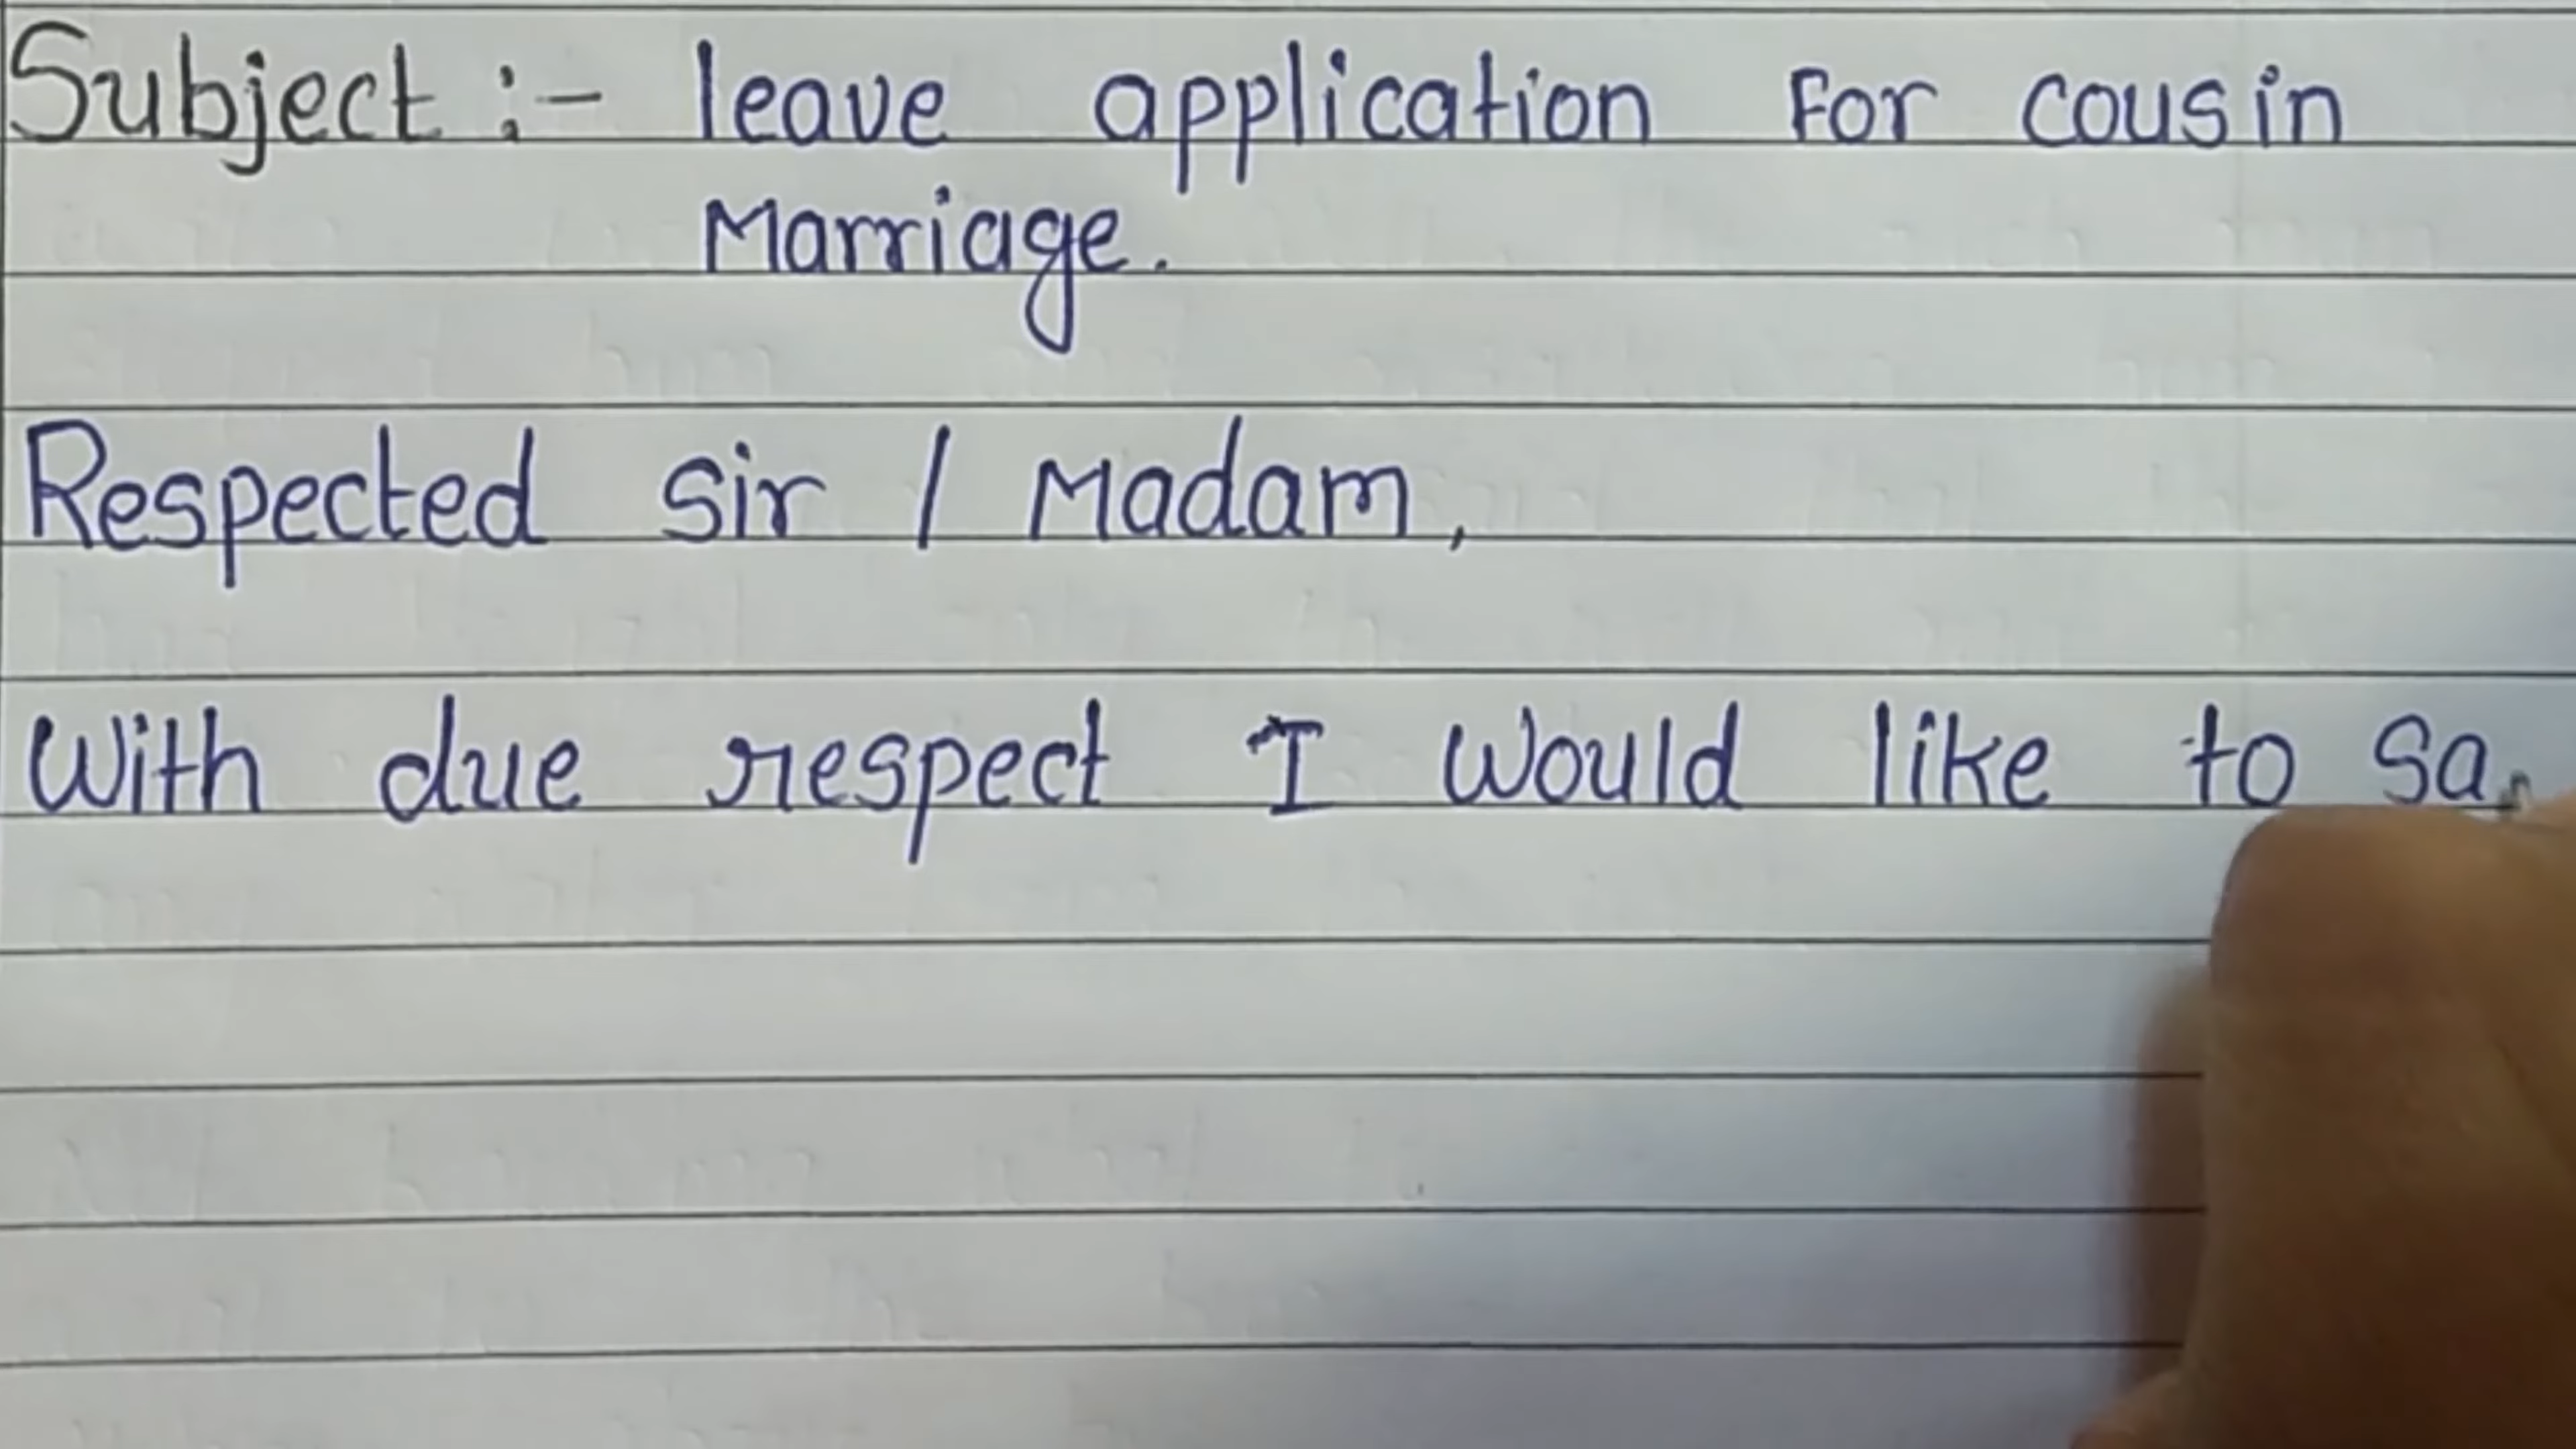 Subject :- leave application For cousin
Marriage.
Respected Sir / Madam,
With due respect I would like to